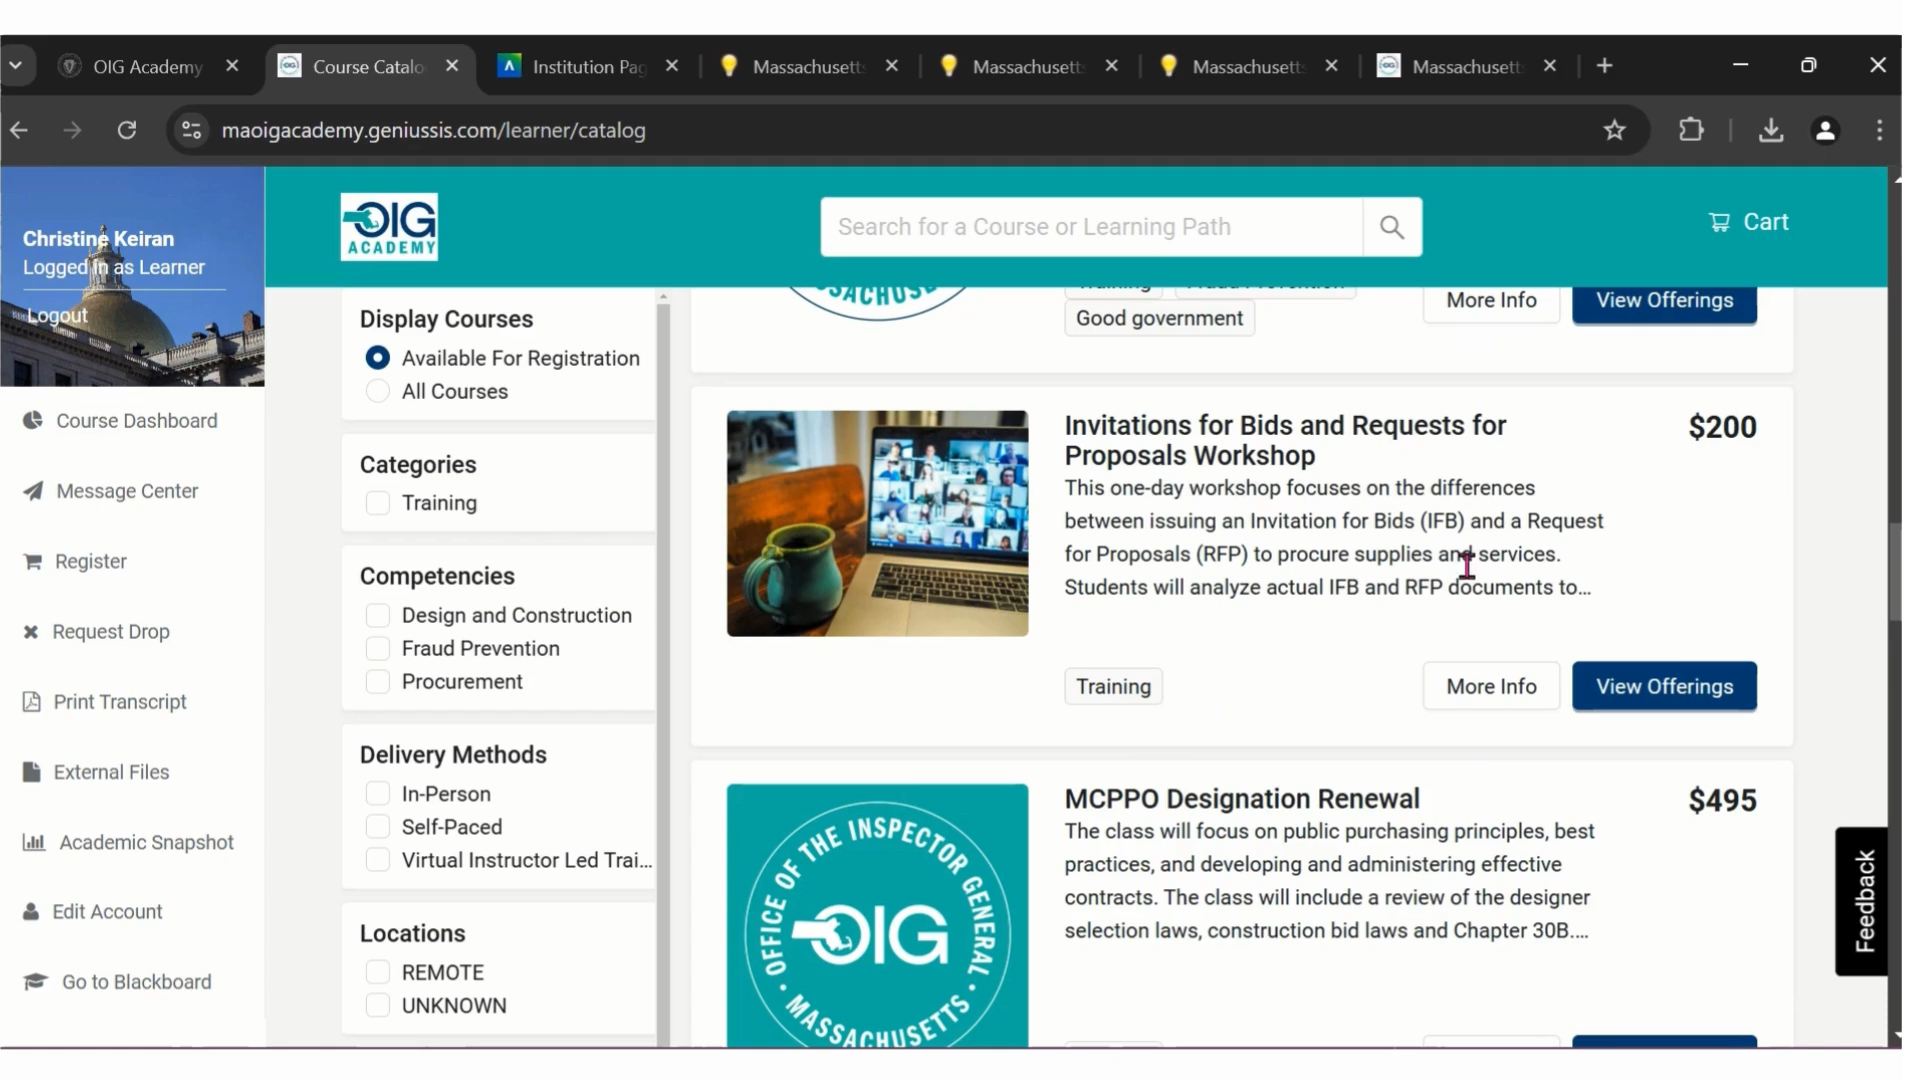 OIG Academy
Course Catalo
Institution Pag
Massachusett
Massachusett
Massachusett
Massachusett
maoigacademy.geniussis.com/learner/catalog
Christine Keiran
Logged in as Learner
Logout
Course Dashboard
Message Center
Register
Request Drop
Print Transcript
External Files
Academic Snapshot
Edit Account
Go to Blackboard
OIG
ACADEMY
Search for a Course or Learning Path
Cart
Display Courses
Available For Registration
All Courses
Categories
Training
Competencies
Design and Construction
Fraud Prevention
Procurement
Delivery Methods
In-Person
Self-Paced
Virtual Instructor Led Trai...
Locations
REMOTE
UNKNOWN
Good government
More Info
View Offerings
Invitations for Bids and Requests for
Proposals Workshop
$200
This one-day workshop focuses on the differences
between issuing an Invitation for Bids (IFB) and a Request
for Proposals (RFP) to procure supplies and services.
Students will analyze actual IFB and RFP documents to...
Training
More Info
View Offerings
OFFICE OF THE INSPECTOR GENERAL
OIG
MASSACHUSETTS
MCPPO Designation Renewal
$495
The class will focus on public purchasing principles, best
practices, and developing and administering effective
contracts. The class will include a review of the designer
selection laws, construction bid laws and Chapter 30B....
Feedback